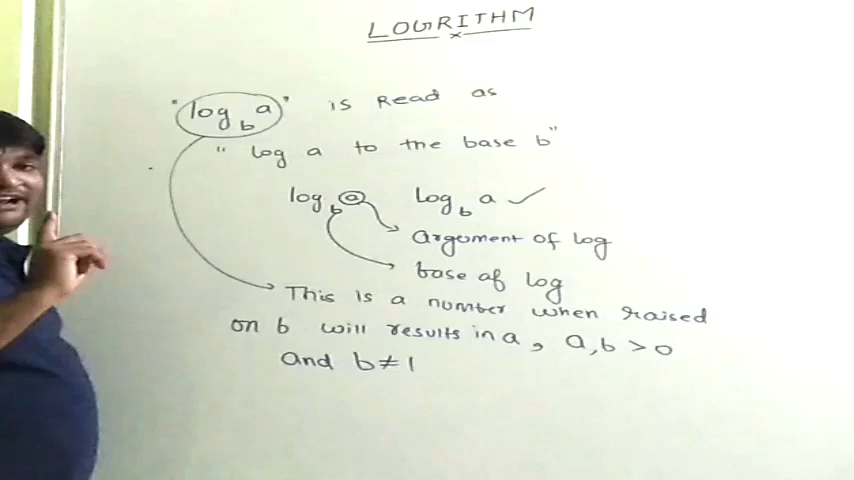 LOGRITHM
"log_b a" is Read as
" log a to the base b"
log_b a log_b a ✓
argument of log
base of log
This is a number when raised
on b will results in a , a,b > 0
and b ≠ 1